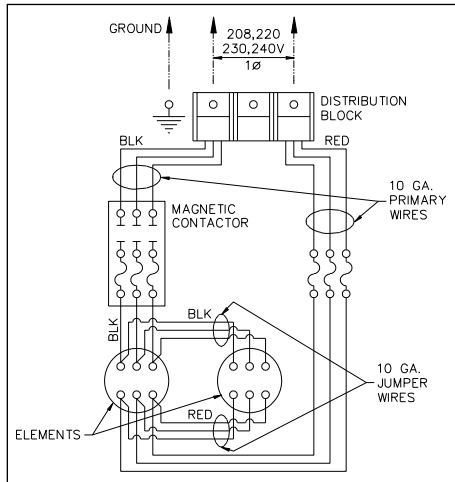 GROUND
208,220
230,240V
1Ø
DISTRIBUTION
BLOCK
BLK
RED
10 GA.
PRIMARY
WIRES
MAGNETIC
CONTACTOR
BLK
BLK
10 GA.
JUMPER
WIRES
RED
ELEMENTS